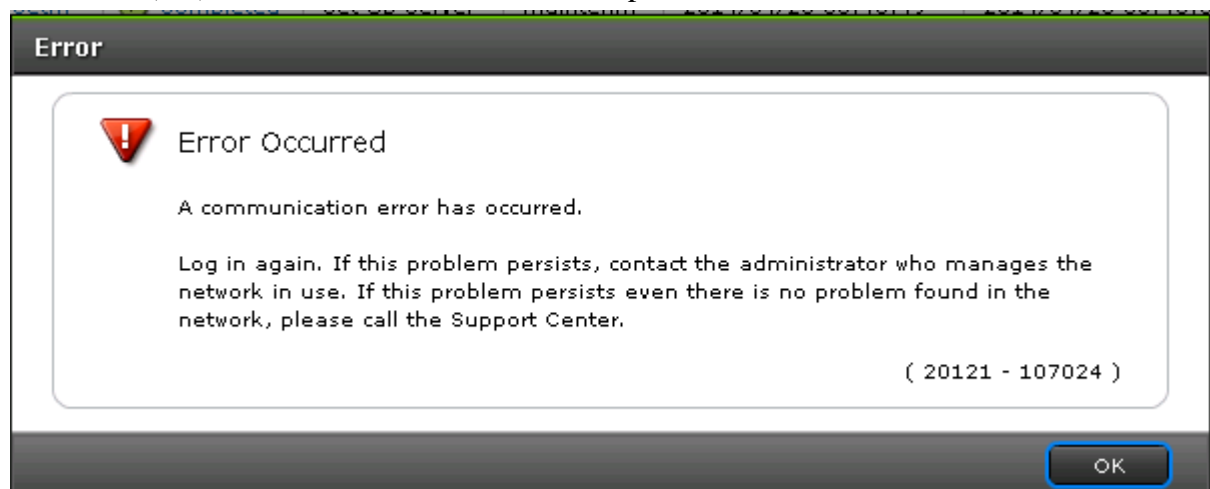 Error
Error Occurred
A communication error has occurred.
Log in again. If this problem persists, contact the administrator who manages the
network in use. If this problem persists even there is no problem found in the
network, please call the Support Center.
( 20121 - 107024 )
OK